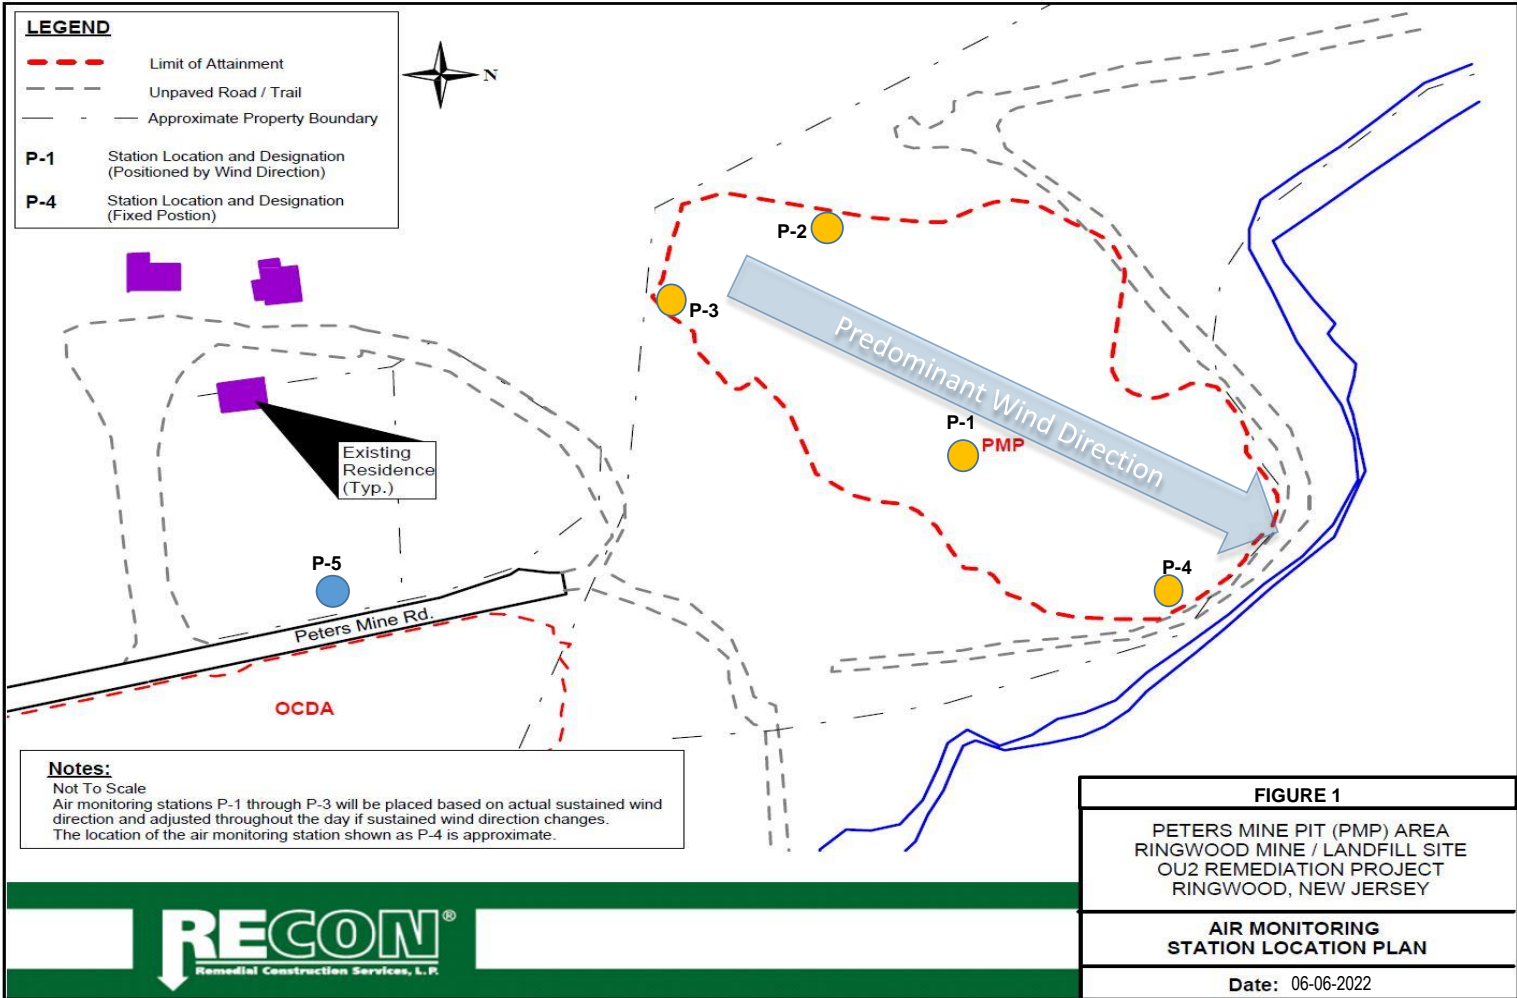 LEGEND
Limit of Attainment
Unpaved Road / Trail
Approximate Property Boundary
P-1 Station Location and Designation
(Positioned by Wind Direction)
P-4 Station Location and Designation
(Fixed Postion)
N
P-2
P-3
Predominant Wind Direction
P-1
PMP
P-4
Existing
Residence
(Typ.)
P-5
Peters Mine Rd.
OCDA
Notes:
Not To Scale
Air monitoring stations P-1 through P-3 will be placed based on actual sustained wind
direction and adjusted throughout the day if sustained wind direction changes.
The location of the air monitoring station shown as P-4 is approximate.
RECON®
Remedial Construction Services, L.P.
FIGURE 1
PETERS MINE PIT (PMP) AREA
RINGWOOD MINE / LANDFILL SITE
OU2 REMEDIATION PROJECT
RINGWOOD, NEW JERSEY
AIR MONITORING
STATION LOCATION PLAN
Date: 06-06-2022